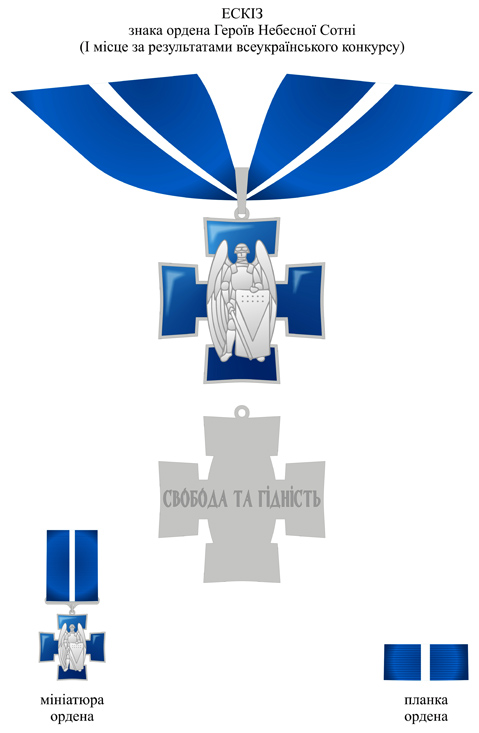 ЕСКІЗ
знака ордена Героїв Небесної Сотні
(І місце за результатами всеукраїнського конкурсу)
СВОБОДА ТА ГІДНІСТЬ
мініатюра
ордена
планка
ордена